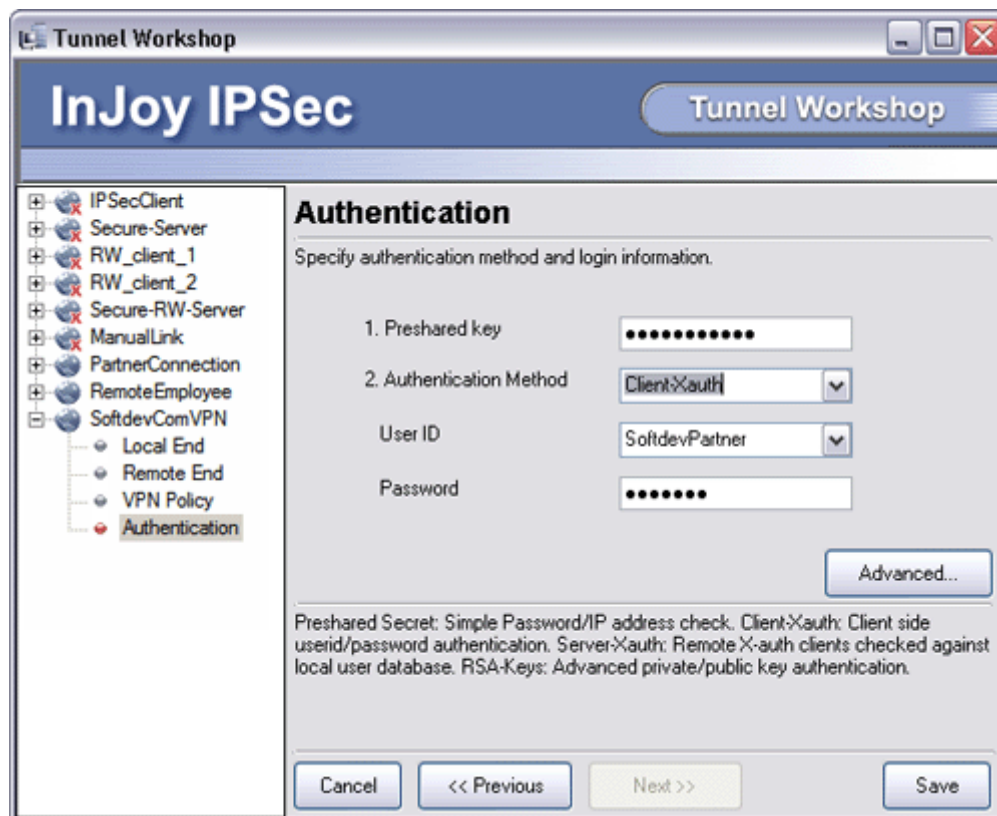 Tunnel Workshop
InJoy IPSec
Tunnel Workshop
IPSecClient
Secure-Server
RW_client_1
RW_client_2
Secure-RW-Server
ManualLink
PartnerConnection
RemoteEmployee
SoftdevComVPN
Local End
Remote End
VPN Policy
Authentication
Authentication
Specify authentication method and login information.
1. Preshared key
●●●●●●●●●●●
2. Authentication Method
Client-Xauth
User ID
SoftdevPartner
Password
●●●●●●●
Advanced...
Preshared Secret: Simple Password/IP address check. Client-Xauth: Client side
userid/password authentication. Server-Xauth: Remote X-auth clients checked against
local user database. RSA-Keys: Advanced private/public key authentication.
Cancel
<< Previous
Next >>
Save